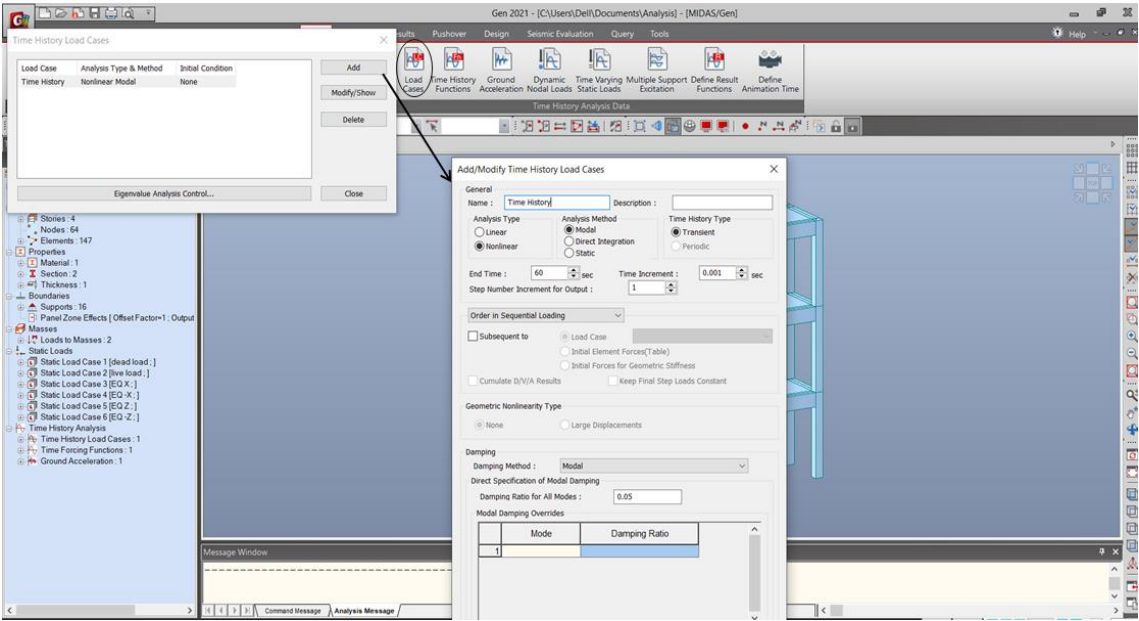 Gen 2021 - [C:\Users\Dell\Documents\Analysis] - [MIDAS/Gen]
Results Pushover Design Seismic Evaluation Query Tools
Help
Time History Load Cases
Load Case Analysis Type & Method Initial Condition
Time History Nonlinear Modal None
Add
Modify/Show
Delete
Eigenvalue Analysis Control...
Close
Load Cases
Time History Functions
Ground Acceleration
Dynamic Nodal Loads
Time Varying Static Loads
Multiple Support Excitation
Define Result Functions
Define Animation Time
Time History Analysis Data
Stories : 4
Nodes : 64
Elements : 147
Properties
Material : 1
Section : 2
Thickness : 1
Boundaries
Supports : 16
Panel Zone Effects [ Offset Factor=1 ; Output
Masses
Loads to Masses : 2
Static Loads
Static Load Case 1 [dead load ; ]
Static Load Case 2 [live load ; ]
Static Load Case 3 [EQ X ; ]
Static Load Case 4 [EQ -X ; ]
Static Load Case 5 [EQ Z ; ]
Static Load Case 6 [EQ -Z ; ]
Time History Analysis
Time History Load Cases : 1
Time Forcing Functions : 1
Ground Acceleration : 1
Add/Modify Time History Load Cases
General
Name : Time History Description :
Analysis Type Analysis Method Time History Type
Linear Modal Transient
Nonlinear Direct Integration Periodic
Static
End Time : 60 sec Time Increment : 0.001 sec
Step Number Increment for Output : 1
Order in Sequential Loading
Subsequent to Load Case
Initial Element Forces(Table)
Initial Forces for Geometric Stiffness
Cumulate D/V/A Results Keep Final Step Loads Constant
Geometric Nonlinearity Type
None Large Displacements
Damping
Damping Method : Modal
Direct Specification of Modal Damping
Damping Ratio for All Modes : 0.05
Modal Damping Overrides
Mode Damping Ratio
1
Message Window
Command Message Analysis Message